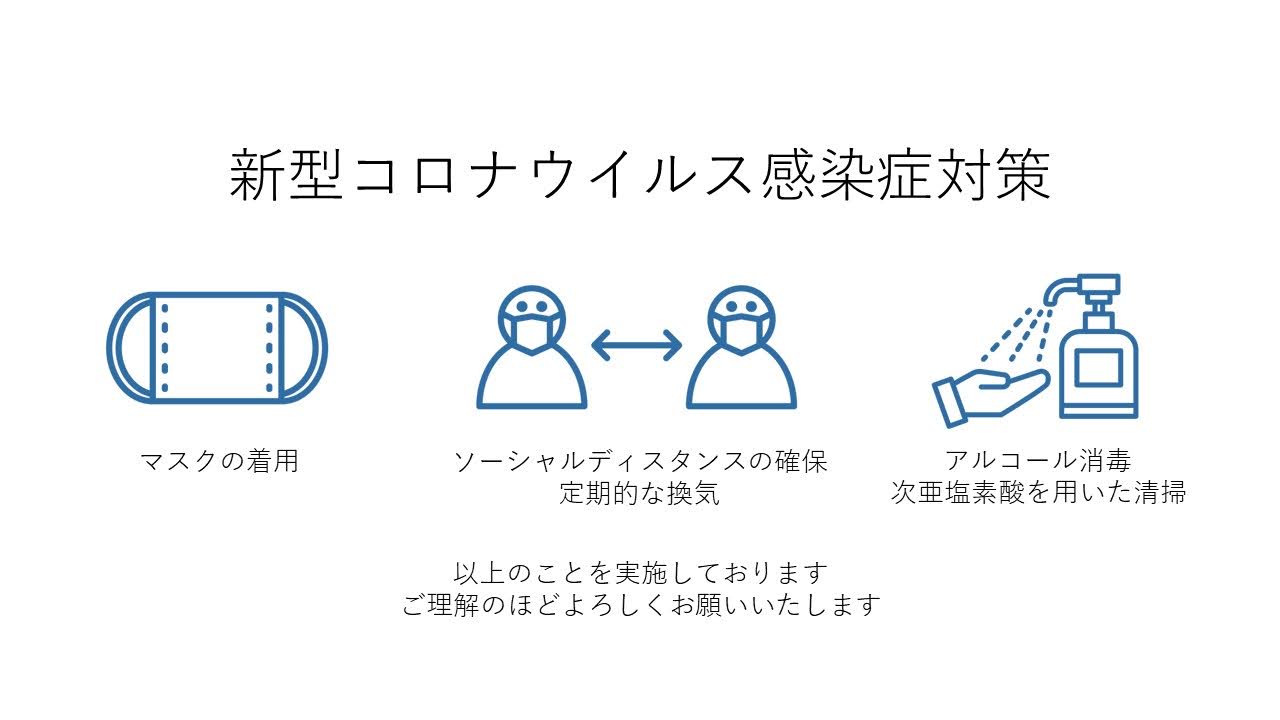 新型コロナウイルス感染症対策
マスクの着用
ソーシャルディスタンスの確保
定期的な換気
アルコール消毒
次亜塩素酸を用いた清掃
以上のことを実施しております
ご理解のほどよろしくお願いいたします